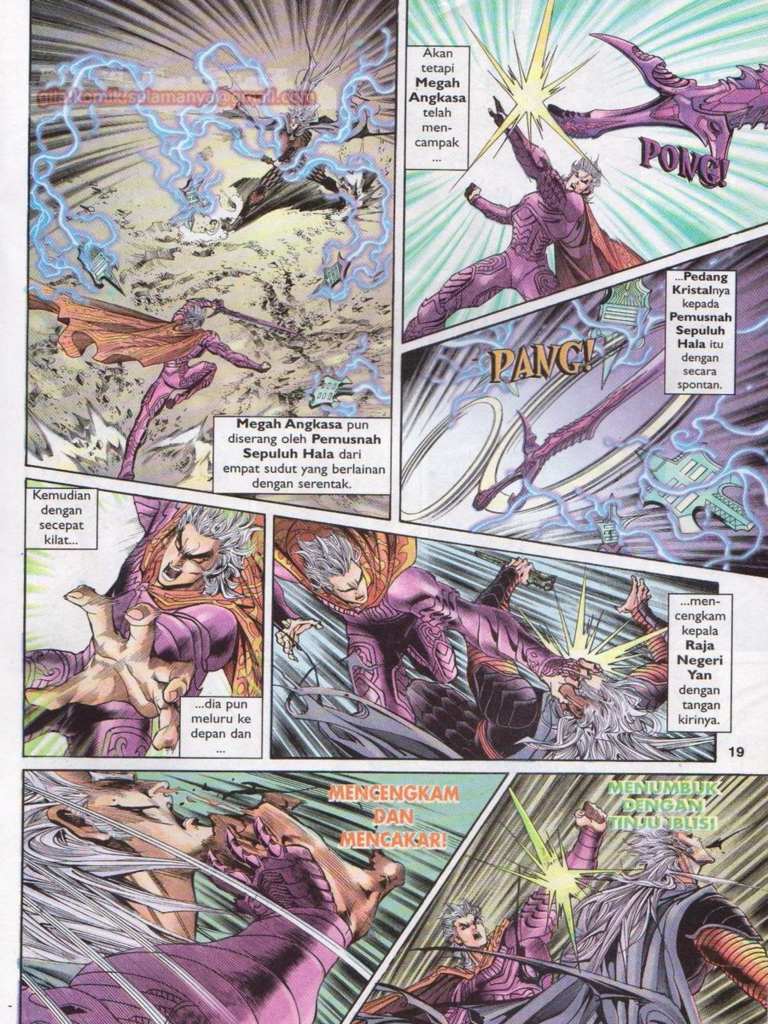 Megah Angkasa pun
diserang oleh Pemusnah
Sepuluh Hala dari
empat sudut yang berlainan
dengan serentak.
Akan
tetapi
Megah
Angkasa
telah
men-
campak
...
PONG!
...Pedang
Kristalnya
kepada
Pemusnah
Sepuluh
Hala itu
dengan
secara
spontan.
PANG!
Kemudian
dengan
secepat
kilat...
...dia pun
meluru ke
depan dan
...
...men-
cengkam
kepala
Raja
Negeri
Yan
dengan
tangan
kirinya.
19
MENCENGKAM
DAN
MENCAKAR!
MENUMBUK
DENGAN
TINJU IBLIS!